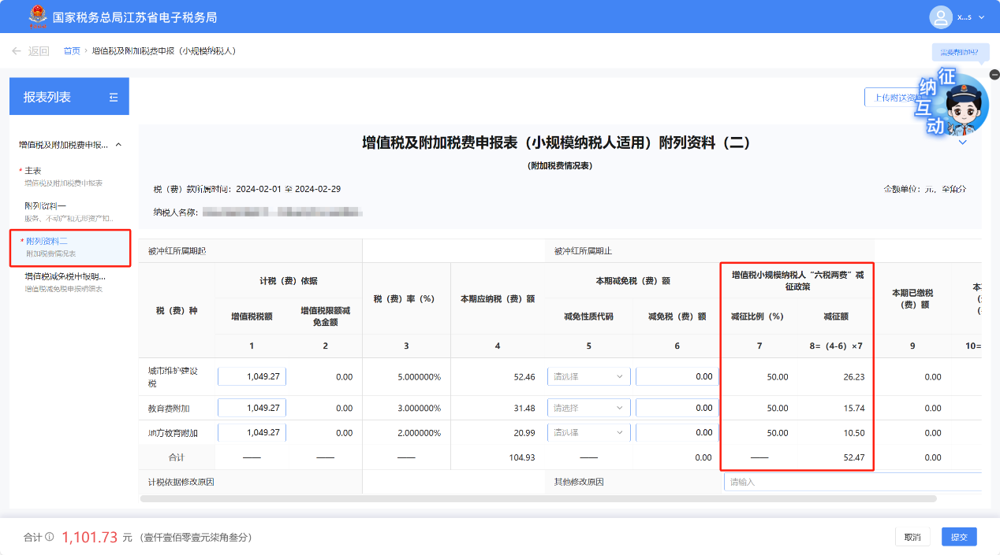 国家税务总局江苏省电子税务局
x...s
返回 首页 › 增值税及附加税费申报（小规模纳税人）
需要帮助吗?
报表列表
上传附送资
征纳互动
增值税及附加税费申报...
* 主表
增值税及附加税费申报表
附列资料一
服务、不动产和无形资产扣...
* 附列资料二
附加税费情况表
增值税减免税申报明...
增值税减免税申报明细表
增值税及附加税费申报表（小规模纳税人适用）附列资料（二）
（附加税费情况表）
税（费）款所属时间：2024-02-01 至 2024-02-29 金额单位：元，至角分
纳税人名称：
被冲红所属期起 被冲红所属期止
税（费）种 计税（费）依据 税（费）率（%） 本期应纳税（费）额 本期减免税（费）额 增值税小规模纳税人“六税两费”减征政策 本期已缴税（费）额 本
增值税税额 增值税限额减免金额 减免性质代码 减免税（费）额 减征比例（%） 减征额
1 2 3 4 5 6 7 8=（4-6）×7 9 10=
城市维护建设税 1,049.27 0.00 5.000000% 52.46 请选择 0.00 50.00 26.23 0.00
教育费附加 1,049.27 0.00 3.000000% 31.48 请选择 0.00 50.00 15.74 0.00
地方教育附加 1,049.27 0.00 2.000000% 20.99 请选择 0.00 50.00 10.50 0.00
合计 —— —— —— 104.93 —— 0.00 —— 52.47 0.00
计税依据修改原因 其他修改原因 请输入
合计 1,101.73 元 （壹仟壹佰零壹元柒角叁分） 取消 提交